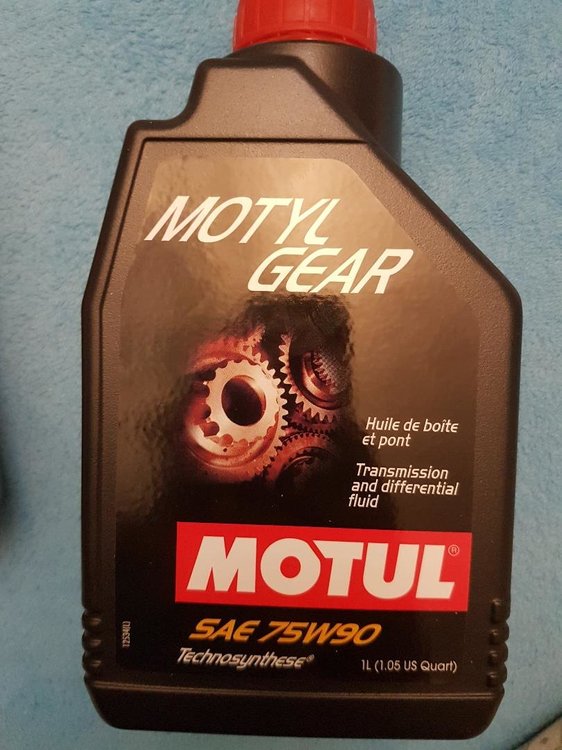 MOTYL
GEAR
Huile de boîte
et pont
Transmission
and differential
fluid
MOTUL®
SAE 75W90
Technosynthese®
1L (1.05 US Quart)